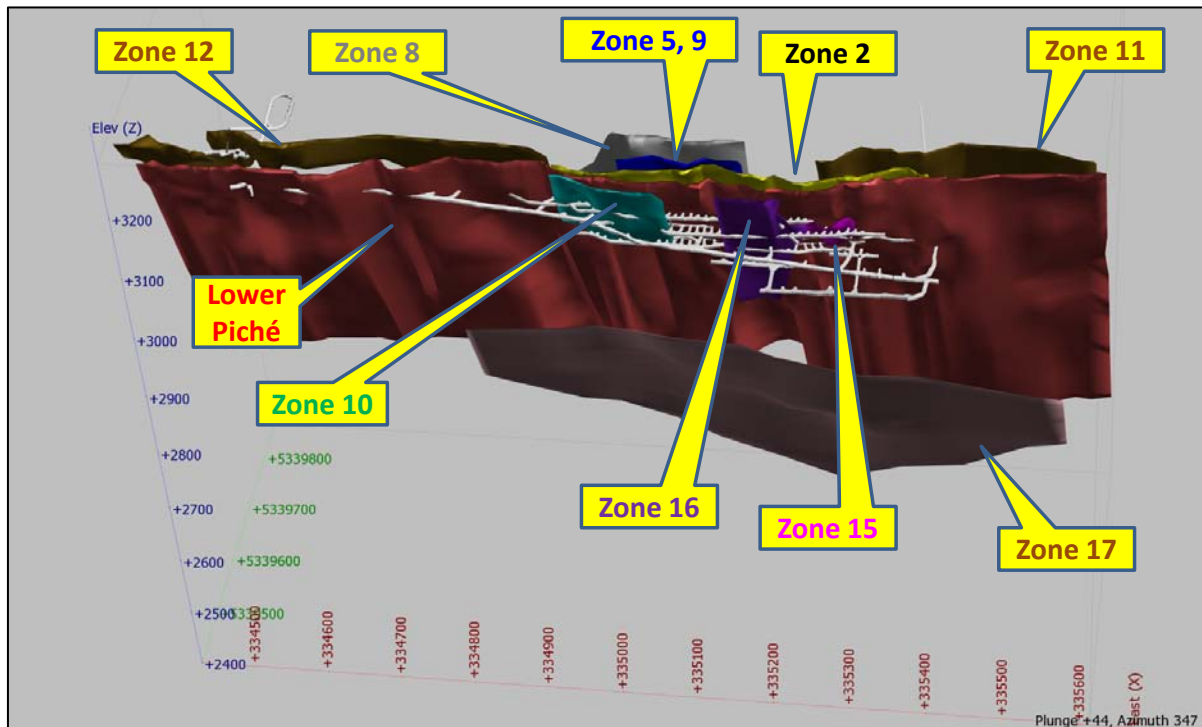 Zone 12
Zone 8
Zone 5, 9
Zone 2
Zone 11
Elev (Z)
+3200
+3100
+3000
+2900
+2800
+2700
+2600
+2500
+2400
Lower
Piché
Zone 10
Zone 16
Zone 15
Zone 17
+5339800
+5339700
+5339600
+5339500
+334500
+334600
+334700
+334800
+334900
+335000
+335100
+335200
+335300
+335400
+335500
+335600
East (X)
Plunge +44, Azimuth 347